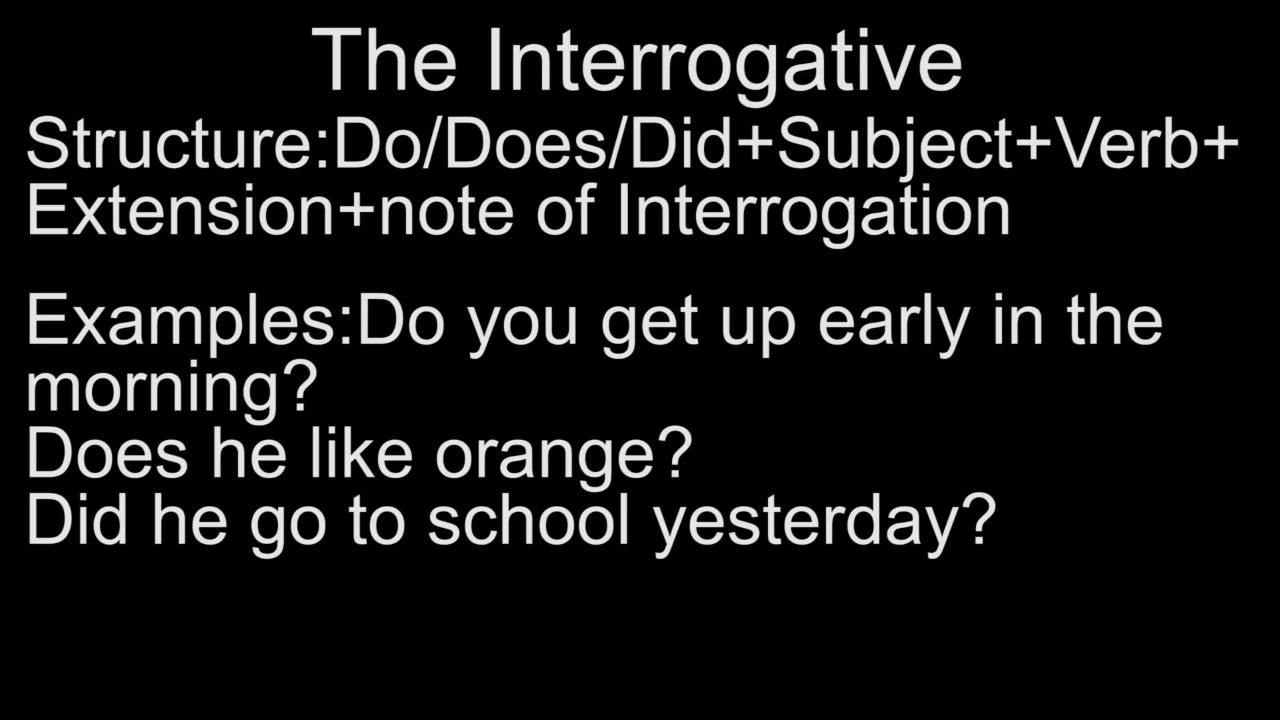 The Interrogative
Structure:Do/Does/Did+Subject+Verb+
Extension+note of Interrogation
Examples:Do you get up early in the
morning?
Does he like orange?
Did he go to school yesterday?